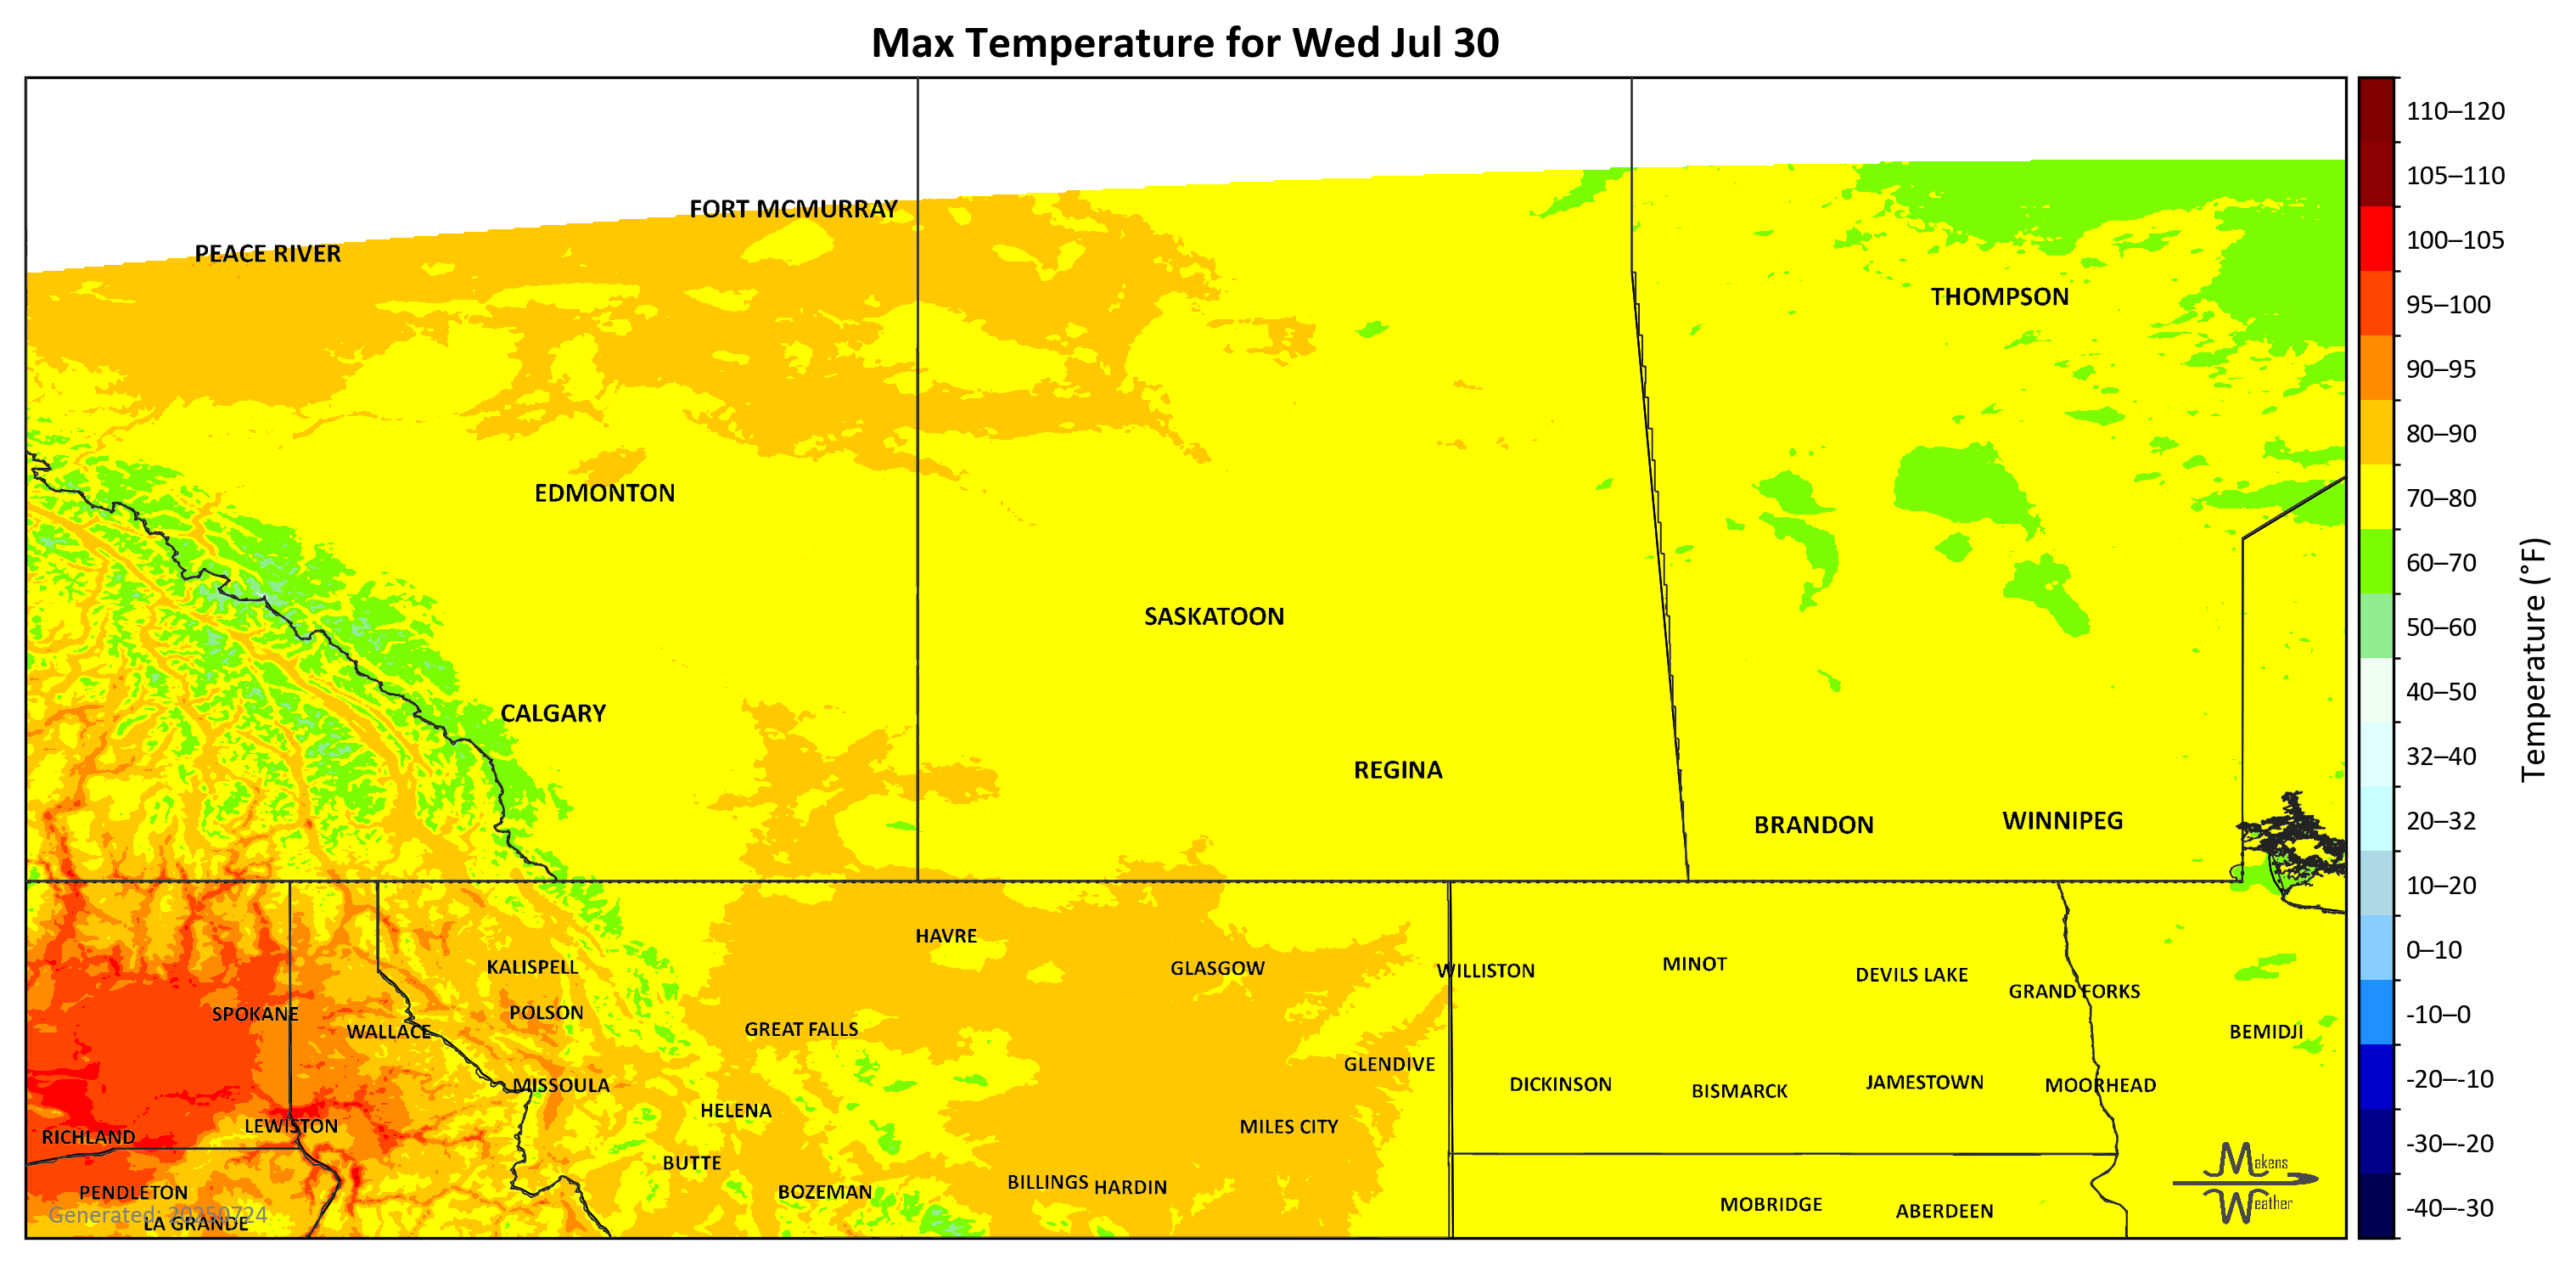 Max Temperature for Wed Jul 30
FORT MCMURRAY
PEACE RIVER
THOMPSON
EDMONTON
SASKATOON
CALGARY
REGINA
BRANDON
WINNIPEG
HAVRE
KALISPELL
GLASGOW
WILLISTON
MINOT
DEVILS LAKE
GRAND FORKS
SPOKANE
POLSON
WALLACE
GREAT FALLS
BEMIDJI
GLENDIVE
MISSOULA
DICKINSON
BISMARCK
JAMESTOWN
MOORHEAD
HELENA
LEWISTON
MILES CITY
RICHLAND
BUTTE
BILLINGS
HARDIN
PENDLETON
BOZEMAN
MOBRIDGE
ABERDEEN
LA GRANDE
Generated: 20250724
Makens
Weather
110–120
105–110
100–105
95–100
90–95
80–90
70–80
60–70
50–60
40–50
32–40
20–32
10–20
0–10
-10–0
-20–-10
-30–-20
-40–-30
Temperature (°F)